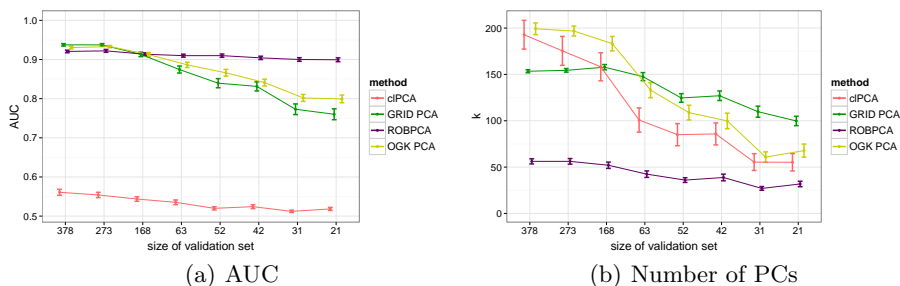 1.0
0.9
0.8
0.7
0.6
0.5
AUC
378 273 168 63 52 42 31 21
size of validation set
method
clPCA
GRID PCA
ROBPCA
OGK PCA
(a) AUC
200
150
100
50
0
k
378 273 168 63 52 42 31 21
size of validation set
method
clPCA
GRID PCA
ROBPCA
OGK PCA
(b) Number of PCs